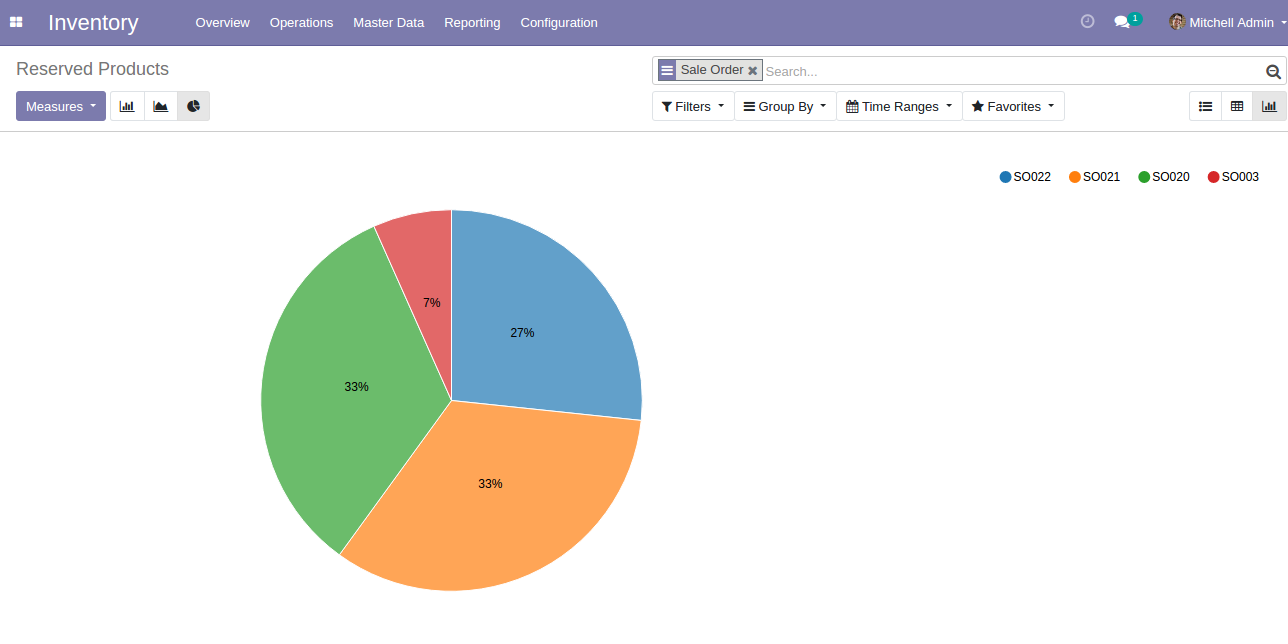 Inventory Overview Operations Master Data Reporting Configuration 1 Mitchell Admin
Reserved Products Sale Order Search...
Measures Filters Group By Time Ranges Favorites
SO022 SO021 SO020 SO003
7%
27%
33%
33%